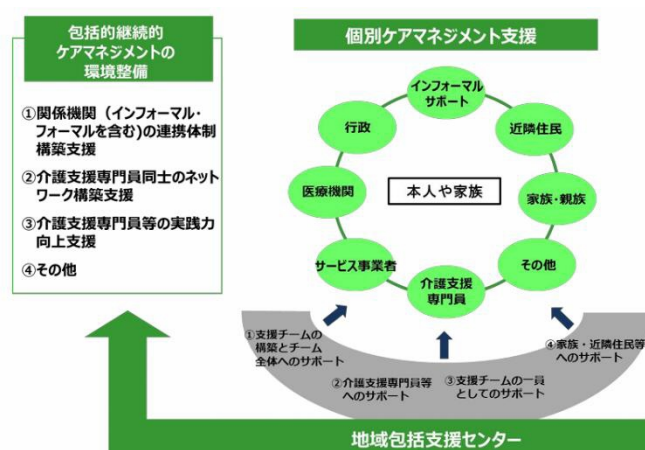 包括的継続的
ケアマネジメントの
環境整備
①関係機関（インフォーマル・
フォーマルを含む)の連携体制
構築支援
②介護支援専門員同士のネット
ワーク構築支援
③介護支援専門員等の実践力
向上支援
④その他
個別ケアマネジメント支援
インフォーマル
サポート
行政
近隣住民
医療機関
本人や家族
家族・親族
サービス事業者
介護支援
専門員
その他
①支援チームの
構築とチーム
全体へのサポート
②介護支援専門員等
へのサポート
③支援チームの一員
としてのサポート
④家族・近隣住民等
へのサポート
地域包括支援センター